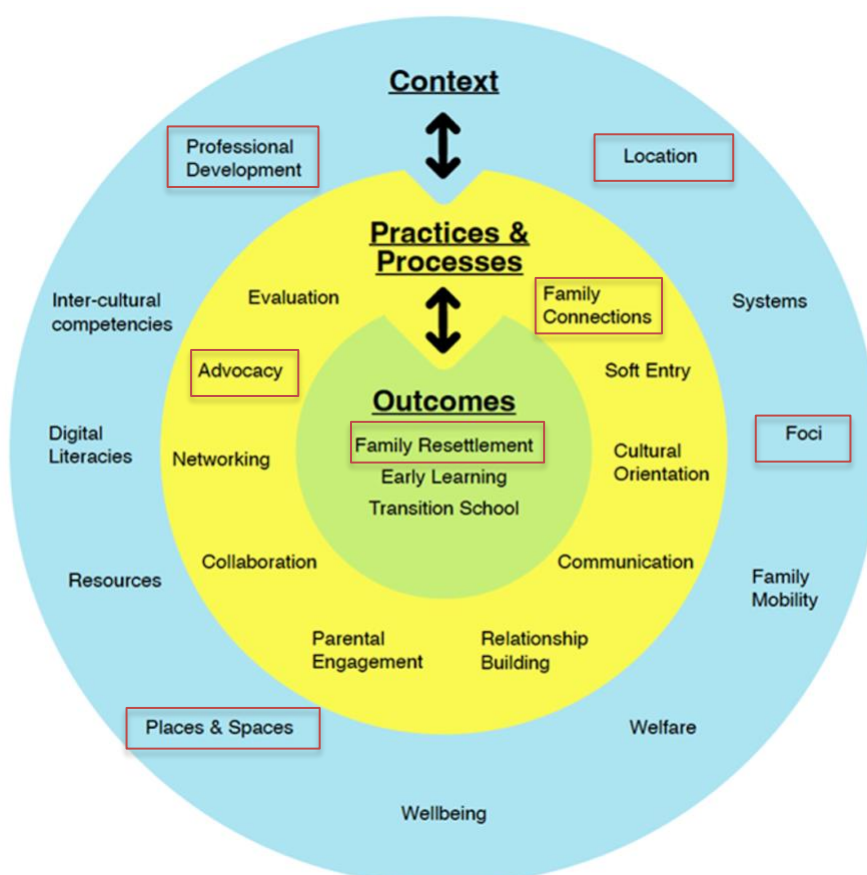 Context
Professional
Development
Location
Practices &
Processes
Evaluation
Family
Connections
Inter-cultural
competencies
Systems
Advocacy
Soft Entry
Outcomes
Family Resettlement
Early Learning
Transition School
Digital
Literacies
Networking
Cultural
Orientation
Foci
Resources
Collaboration
Communication
Family
Mobility
Parental
Engagement
Relationship
Building
Places & Spaces
Welfare
Wellbeing